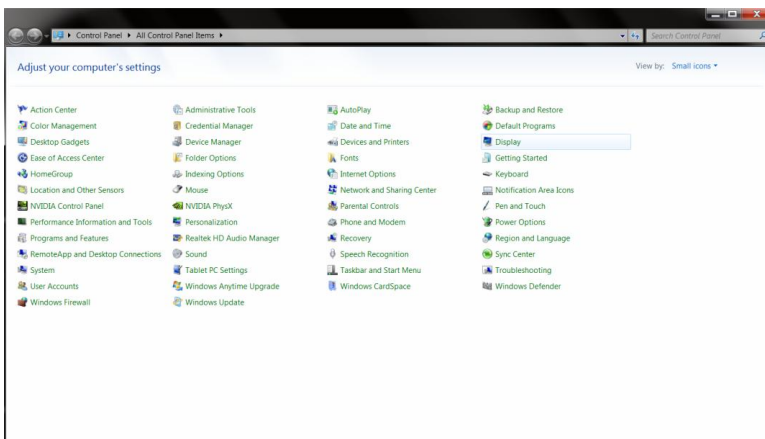 Control Panel ▸ All Control Panel Items ▸ Search Control Panel
Adjust your computer's settings View by: Small icons
Action Center Administrative Tools AutoPlay Backup and Restore
Color Management Credential Manager Date and Time Default Programs
Desktop Gadgets Device Manager Devices and Printers Display
Ease of Access Center Folder Options Fonts Getting Started
HomeGroup Indexing Options Internet Options Keyboard
Location and Other Sensors Mouse Network and Sharing Center Notification Area Icons
NVIDIA Control Panel NVIDIA PhysX Parental Controls Pen and Touch
Performance Information and Tools Personalization Phone and Modem Power Options
Programs and Features Realtek HD Audio Manager Recovery Region and Language
RemoteApp and Desktop Connections Sound Speech Recognition Sync Center
System Tablet PC Settings Taskbar and Start Menu Troubleshooting
User Accounts Windows Anytime Upgrade Windows CardSpace Windows Defender
Windows Firewall Windows Update